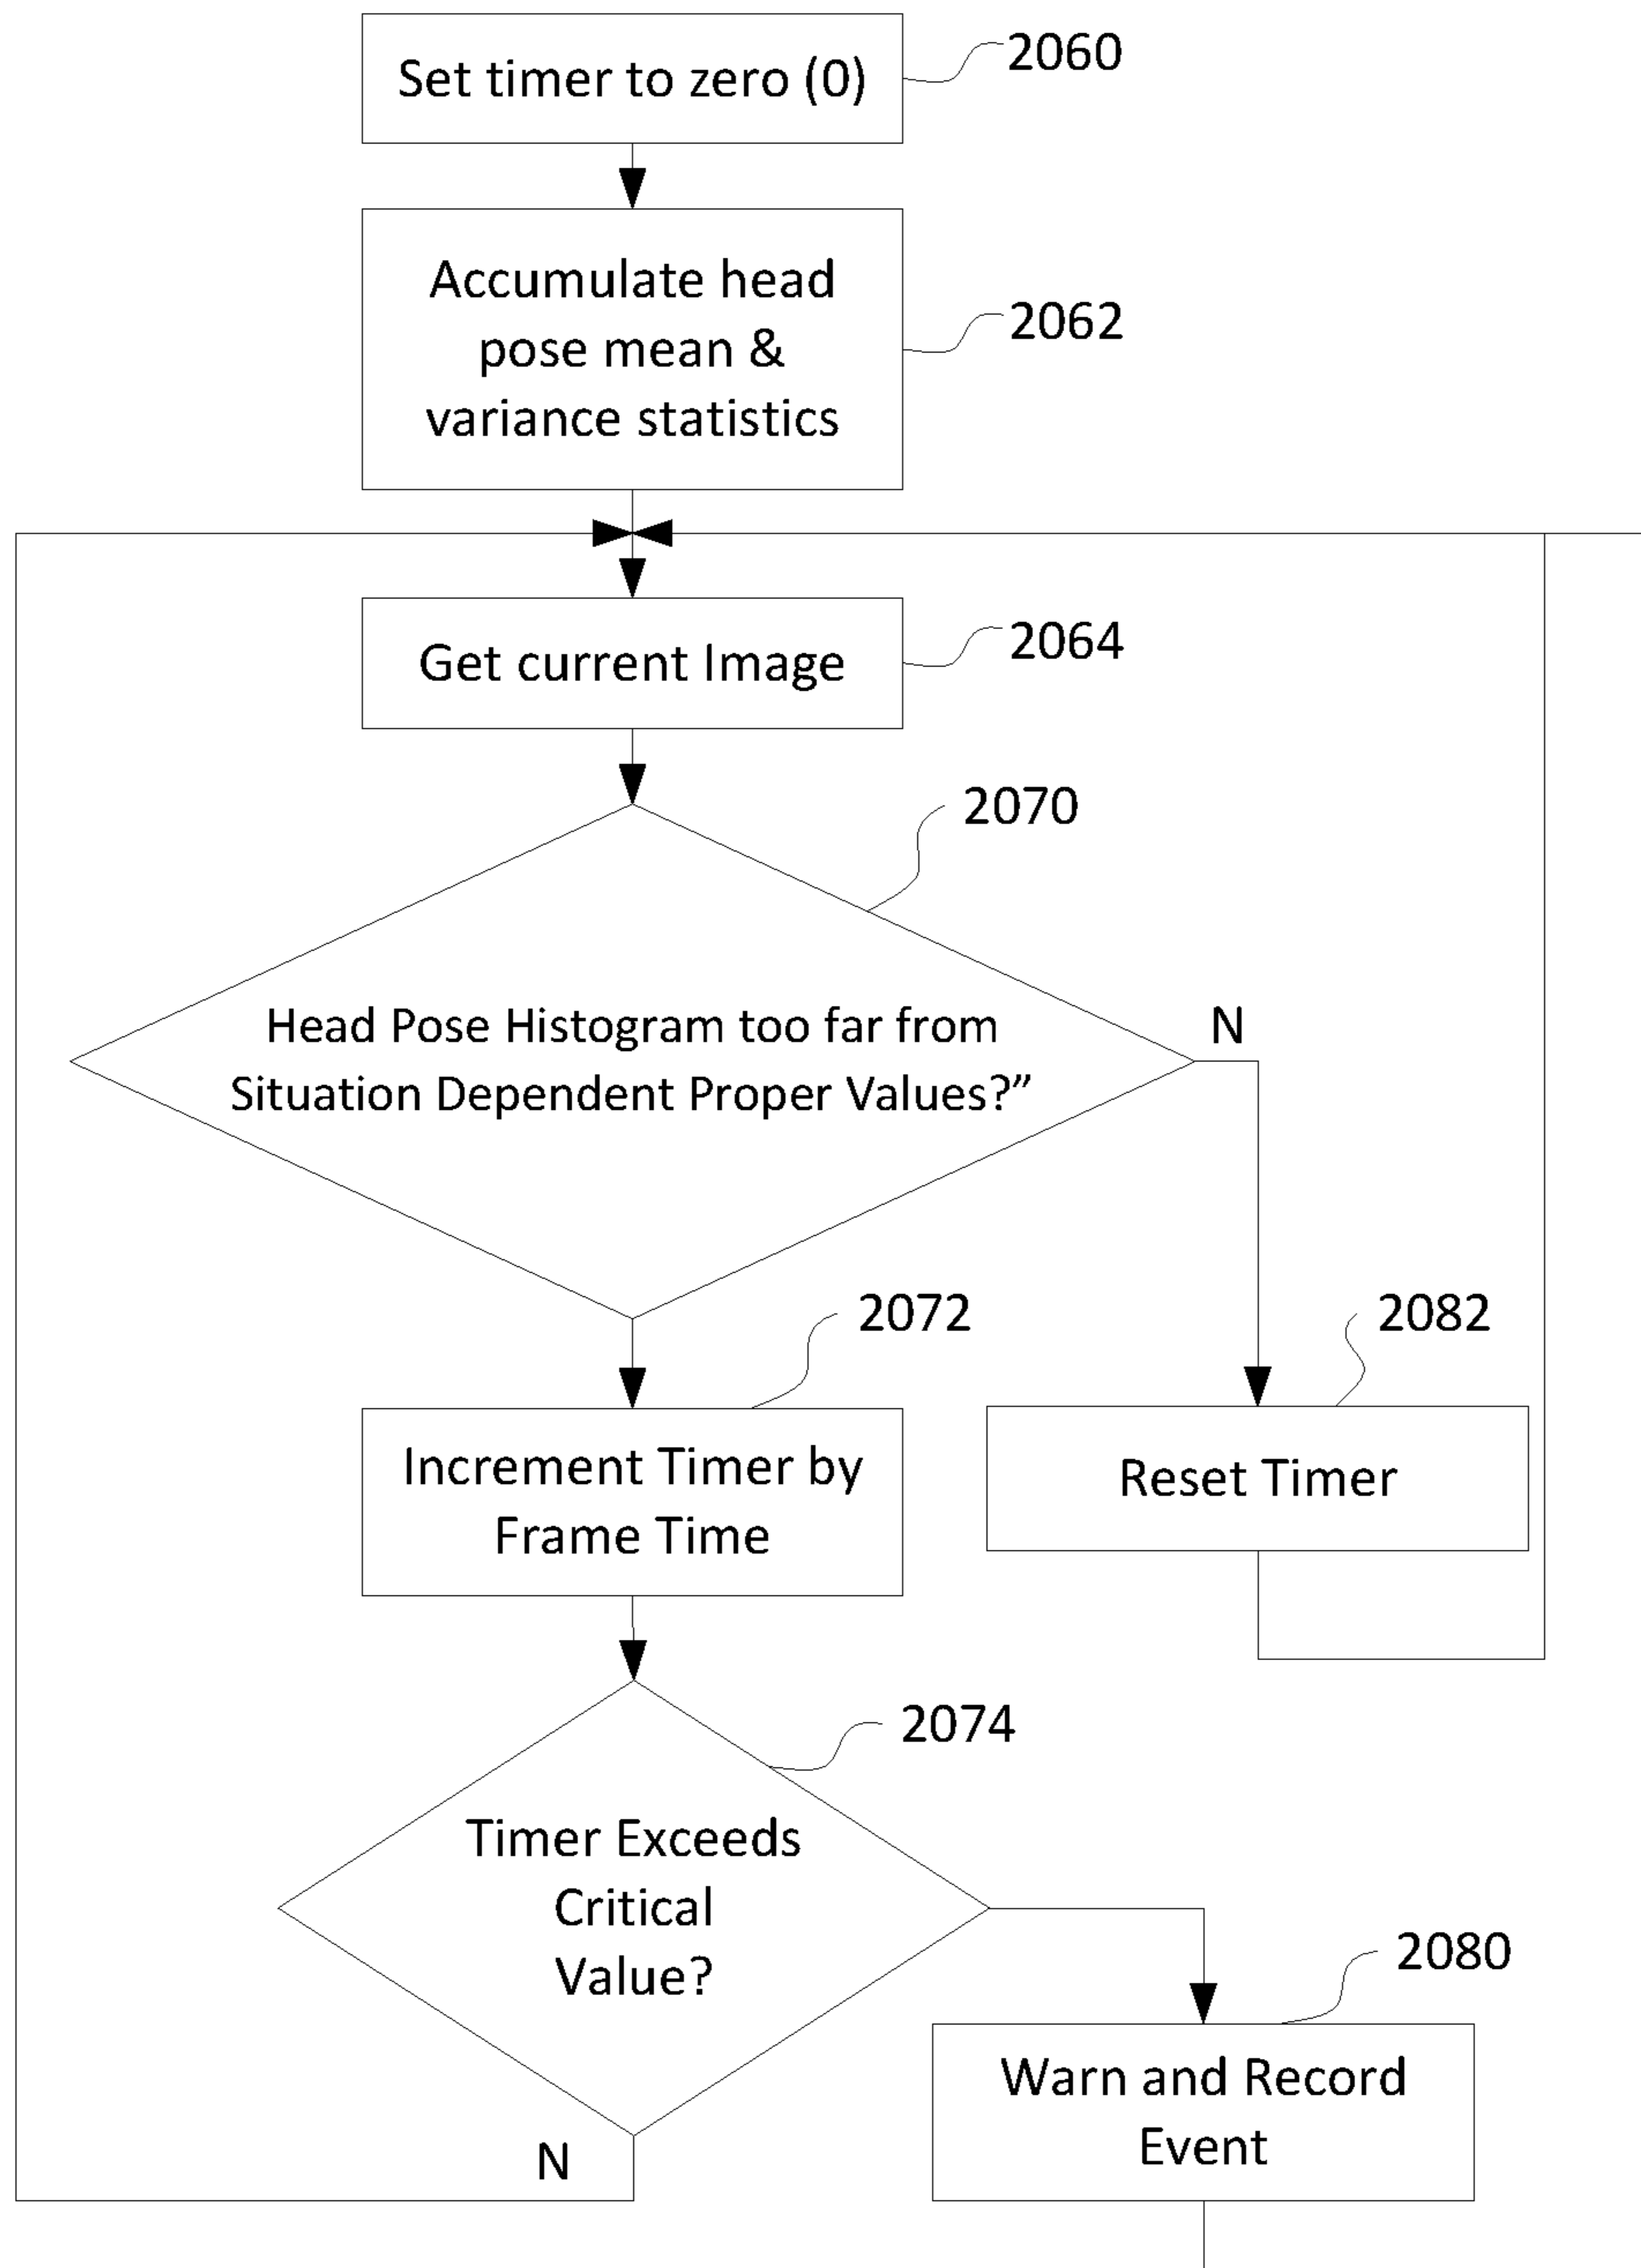 Set timer to zero (0)
2060
Accumulate head
pose mean &
variance statistics
2062
Get current Image
2064
2070
Head Pose Histogram too far from
Situation Dependent Proper Values?”
N
2072
Increment Timer by
Frame Time
2082
Reset Timer
2074
Timer Exceeds
Critical
Value?
N
2080
Warn and Record
Event